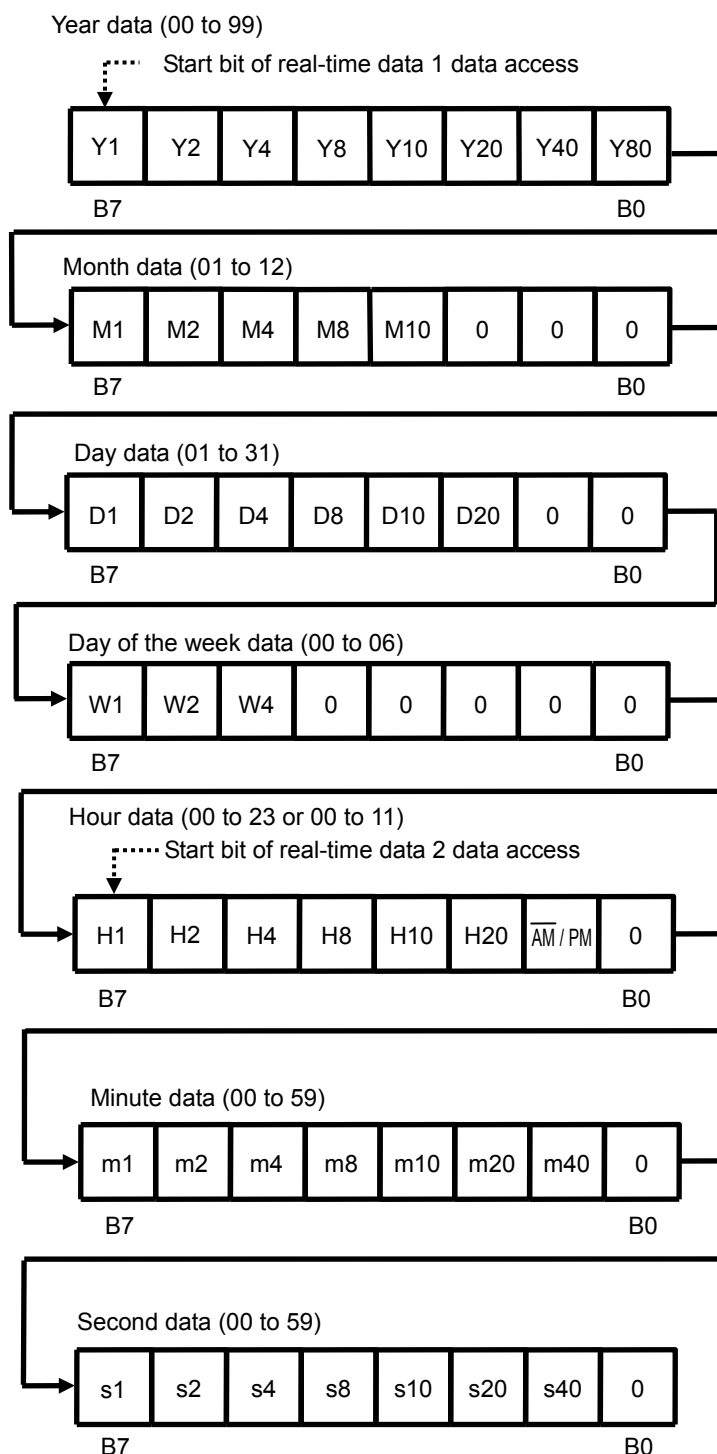 Year data (00 to 99)
Start bit of real-time data 1 data access
Y1 Y2 Y4 Y8 Y10 Y20 Y40 Y80
B7 B0
Month data (01 to 12)
M1 M2 M4 M8 M10 0 0 0
B7 B0
Day data (01 to 31)
D1 D2 D4 D8 D10 D20 0 0
B7 B0
Day of the week data (00 to 06)
W1 W2 W4 0 0 0 0 0
B7 B0
Hour data (00 to 23 or 00 to 11)
Start bit of real-time data 2 data access
H1 H2 H4 H8 H10 H20 A̅M̅ / PM 0
B7 B0
Minute data (00 to 59)
m1 m2 m4 m8 m10 m20 m40 0
B7 B0
Second data (00 to 59)
s1 s2 s4 s8 s10 s20 s40 0
B7 B0